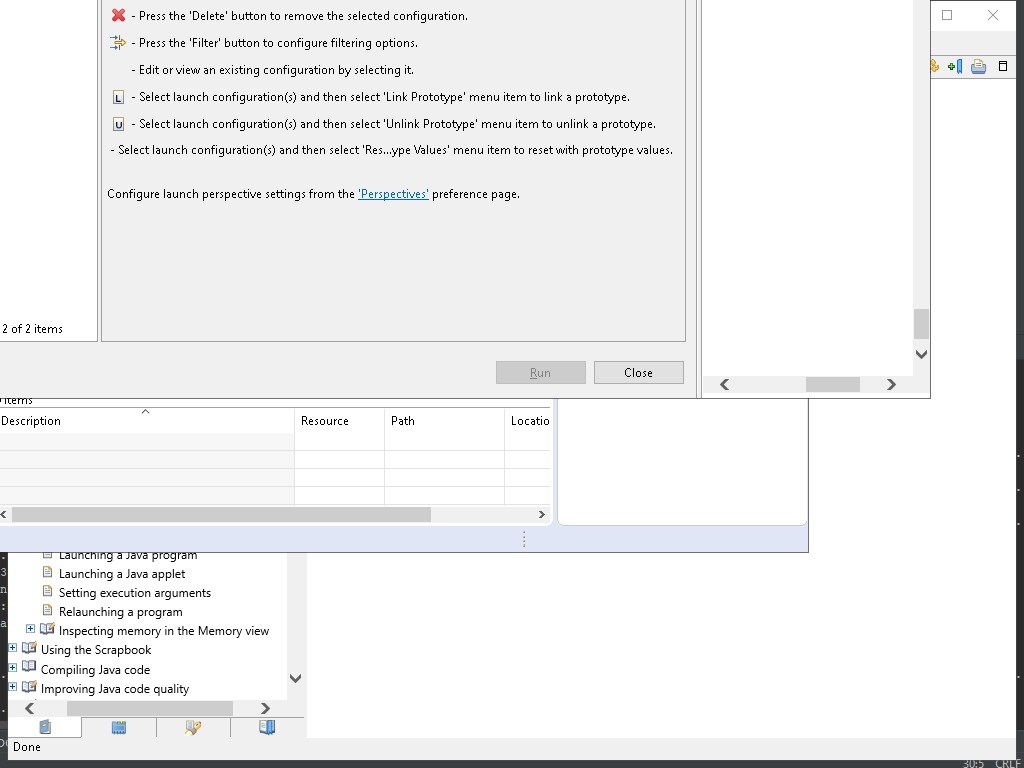 - Press the 'Delete' button to remove the selected configuration.
- Press the 'Filter' button to configure filtering options.
- Edit or view an existing configuration by selecting it.
L - Select launch configuration(s) and then select 'Link Prototype' menu item to link a prototype.
U - Select launch configuration(s) and then select 'Unlink Prototype' menu item to unlink a prototype.
- Select launch configuration(s) and then select 'Res...ype Values' menu item to reset with prototype values.
Configure launch perspective settings from the 'Perspectives' preference page.
2 of 2 items
Run
Close
items
Description
Resource
Path
Locatio
Launching a Java program
Launching a Java applet
Setting execution arguments
Relaunching a program
Inspecting memory in the Memory view
Using the Scrapbook
Compiling Java code
Improving Java code quality
Done
30:5 CRLF